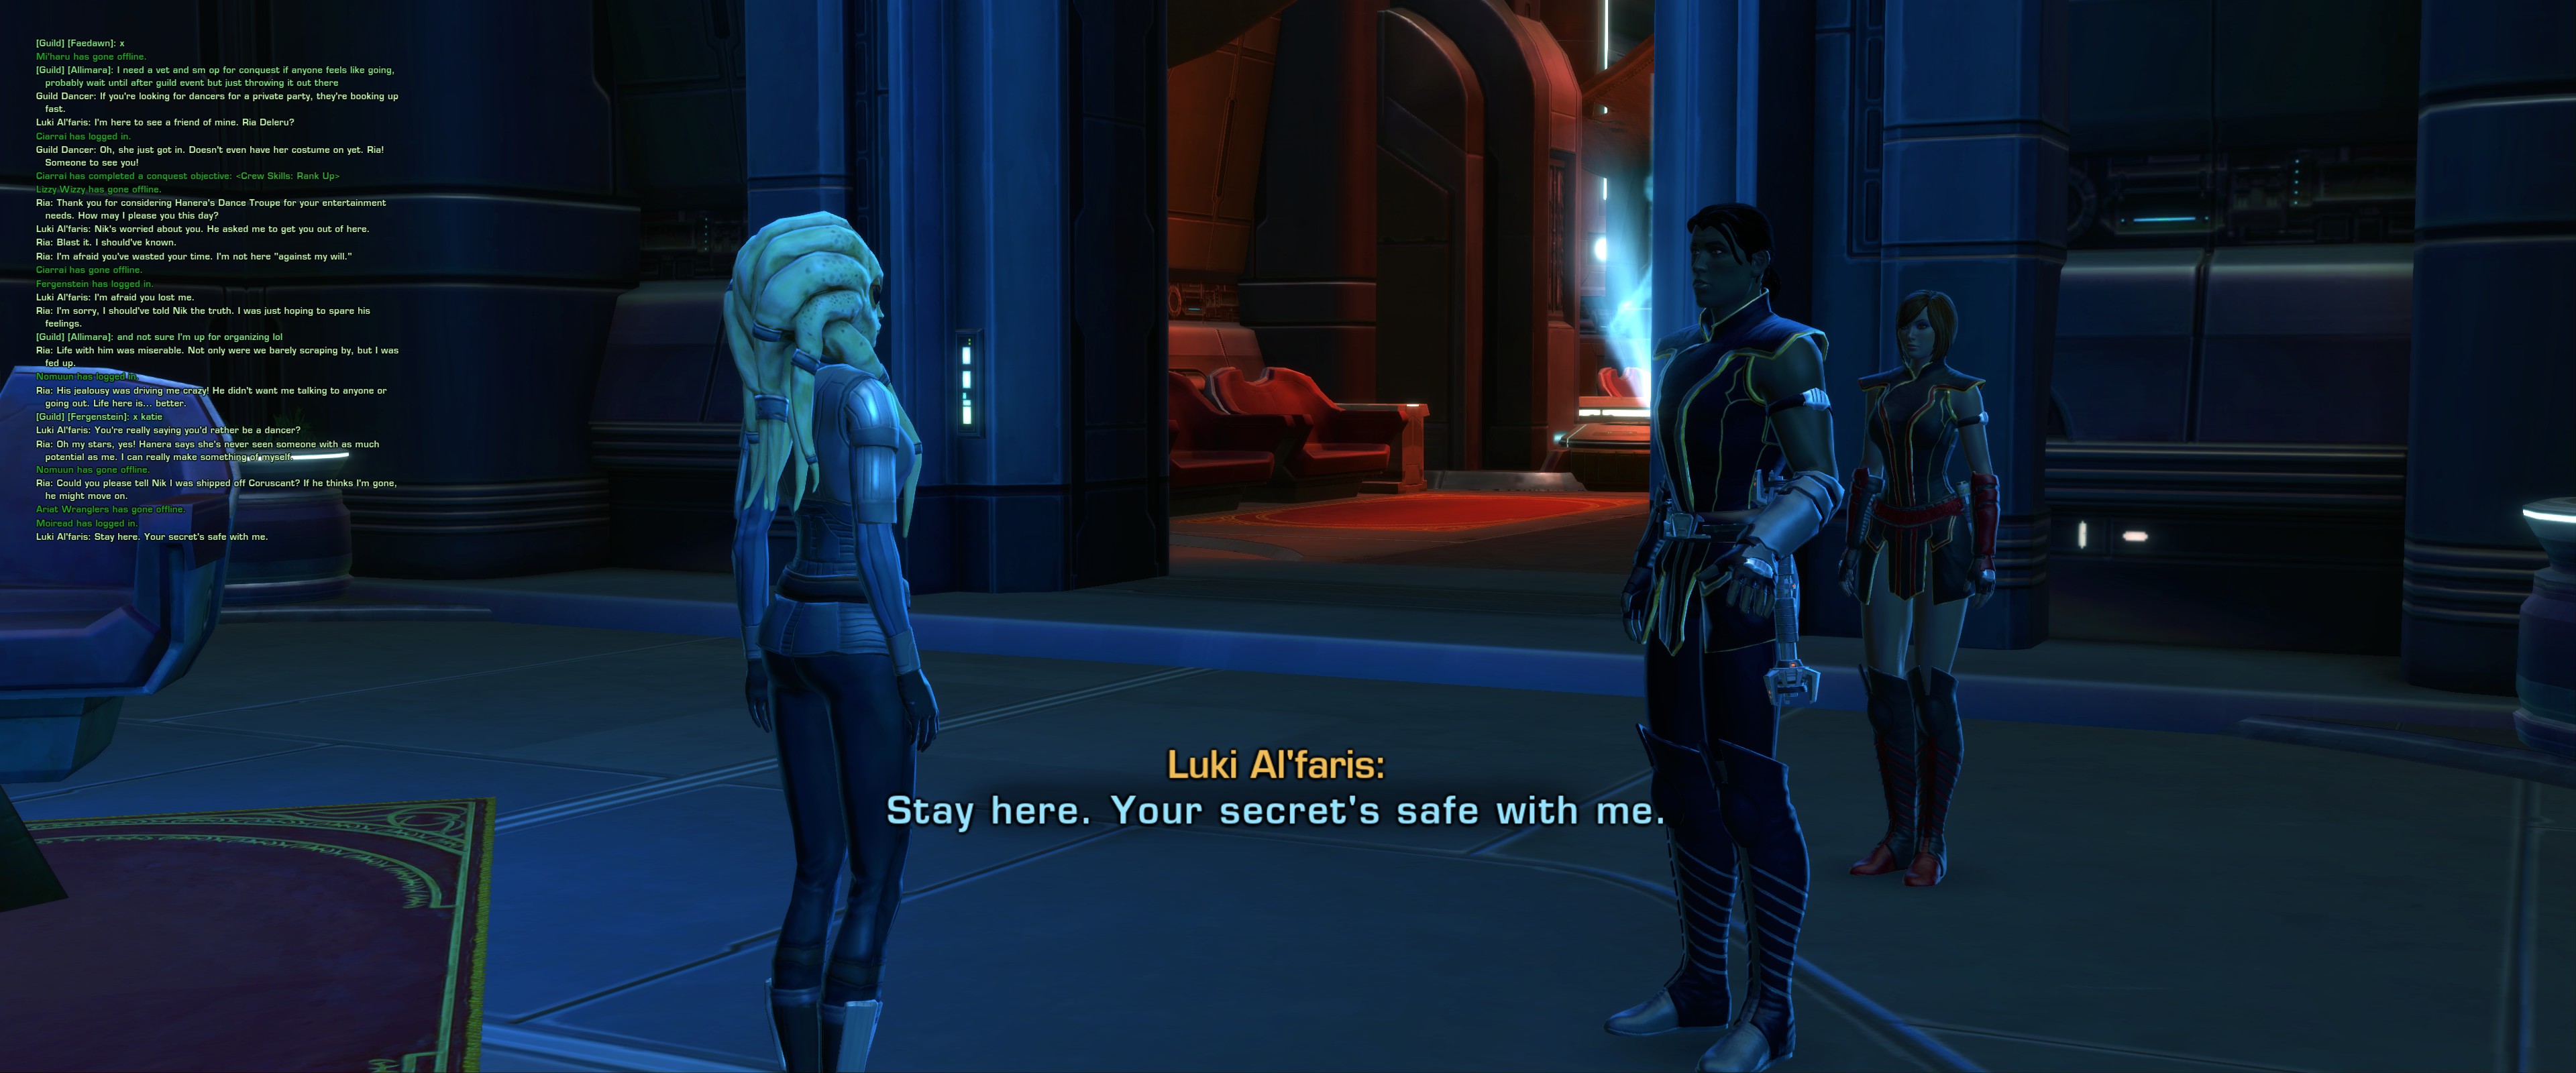 [Guild] [Faedawn]: x
Mi'haru has gone offline.
[Guild] [Allimara]: I need a vet and sm op for conquest if anyone feels like going,
probably wait until after guild event but just throwing it out there
Guild Dancer: If you're looking for dancers for a private party, they're booking up
fast.
Luki Al'faris: I'm here to see a friend of mine. Ria Deleru?
Ciarrai has logged in.
Guild Dancer: Oh, she just got in. Doesn't even have her costume on yet. Ria!
Someone to see you!
Ciarrai has completed a conquest objective: <Crew Skills: Rank Up>
Lizzy Wizzy has gone offline.
Ria: Thank you for considering Hanera's Dance Troupe for your entertainment
needs. How may I please you this day?
Luki Al'faris: Nik's worried about you. He asked me to get you out of here.
Ria: Blast it. I should've known.
Ria: I'm afraid you've wasted your time. I'm not here "against my will."
Ciarrai has gone offline.
Fergenstein has logged in.
Luki Al'faris: I'm afraid you lost me.
Ria: I'm sorry, I should've told Nik the truth. I was just hoping to spare his
feelings.
[Guild] [Allimara]: and not sure I'm up for organizing lol
Ria: Life with him was miserable. Not only were we barely scraping by, but I was
fed up.
Nomuun has logged in.
Ria: His jealousy was driving me crazy! He didn't want me talking to anyone or
going out. Life here is... better.
[Guild] [Fergenstein]: x katie
Luki Al'faris: You're really saying you'd rather be a dancer?
Ria: Oh my stars, yes! Hanera says she's never seen someone with as much
potential as me. I can really make something of myself.
Nomuun has gone offline.
Ria: Could you please tell Nik I was shipped off Coruscant? If he thinks I'm gone,
he might move on.
Ariat Wranglers has gone offline.
Moiread has logged in.
Luki Al'faris: Stay here. Your secret's safe with me.
Luki Al'faris:
Stay here. Your secret's safe with me.